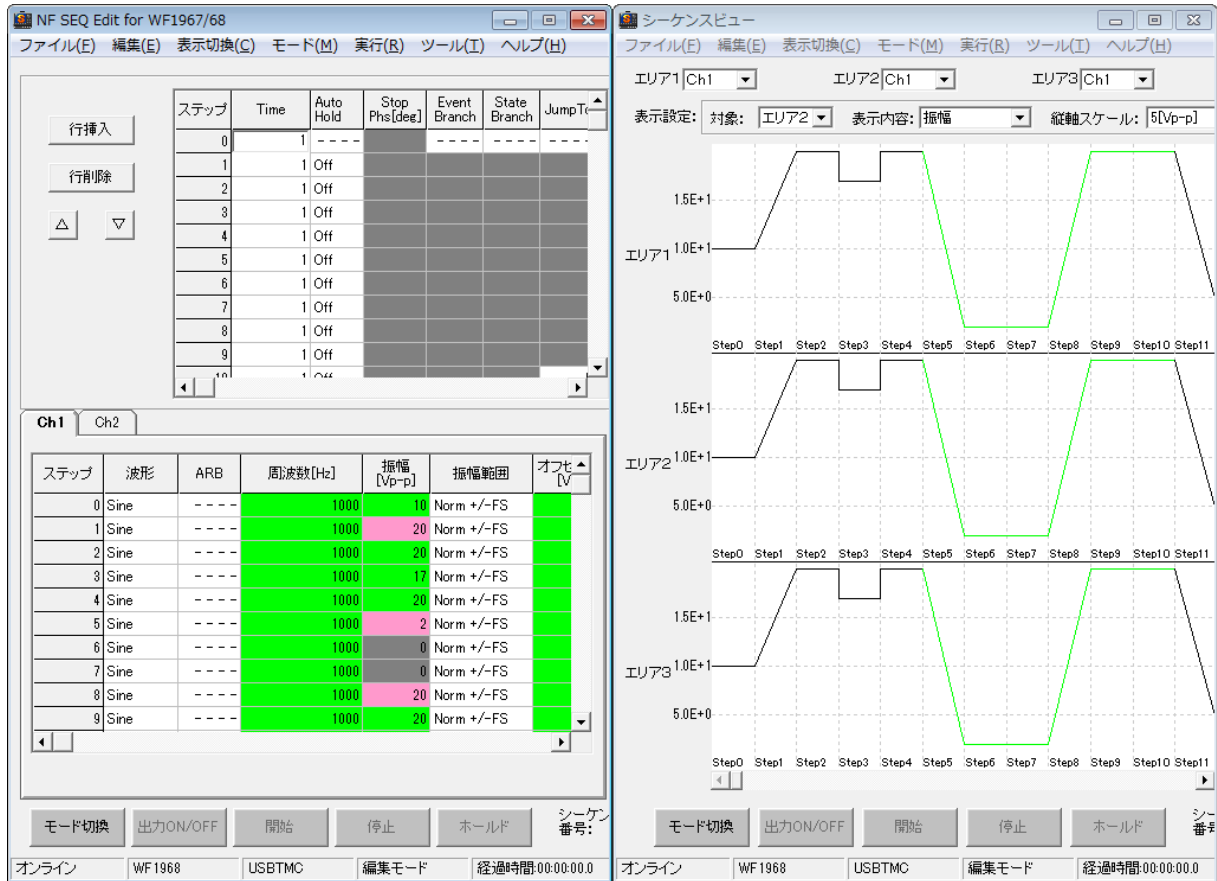 NF SEQ Edit for WF1967/68
ファイル(F) 編集(E) 表示切換(C) モード(M) 実行(R) ツール(T) ヘルプ(H)
行挿入
行削除
△ ▽
ステップ Time Auto Hold Stop Phs[deg] Event Branch State Branch JumpTo
0 1 ---- ---- ---- ----
1 1 Off
2 1 Off
3 1 Off
4 1 Off
5 1 Off
6 1 Off
7 1 Off
8 1 Off
9 1 Off
10 1 Off
Ch1 Ch2
ステップ 波形 ARB 周波数[Hz] 振幅 [Vp-p] 振幅範囲 オフセ [V
0 Sine ---- 1000 10 Norm +/-FS
1 Sine ---- 1000 20 Norm +/-FS
2 Sine ---- 1000 20 Norm +/-FS
3 Sine ---- 1000 17 Norm +/-FS
4 Sine ---- 1000 20 Norm +/-FS
5 Sine ---- 1000 2 Norm +/-FS
6 Sine ---- 1000 0 Norm +/-FS
7 Sine ---- 1000 0 Norm +/-FS
8 Sine ---- 1000 20 Norm +/-FS
9 Sine ---- 1000 20 Norm +/-FS
モード切換 出力ON/OFF 開始 停止 ホールド シーケン
番号:
オンライン WF1968 USBTMC 編集モード 経過時間:00:00:00.0
シーケンスビュー
ファイル(F) 編集(E) 表示切換(C) モード(M) 実行(R) ツール(T) ヘルプ(H)
エリア1 Ch1 エリア2 Ch1 エリア3 Ch1
表示設定: 対象: エリア2 表示内容: 振幅 縦軸スケール: 5[Vp-p]
1.5E+1
エリア1 1.0E+1
5.0E+0
Step0 Step1 Step2 Step3 Step4 Step5 Step6 Step7 Step8 Step9 Step10 Step11
1.5E+1
エリア2 1.0E+1
5.0E+0
Step0 Step1 Step2 Step3 Step4 Step5 Step6 Step7 Step8 Step9 Step10 Step11
1.5E+1
エリア3 1.0E+1
5.0E+0
Step0 Step1 Step2 Step3 Step4 Step5 Step6 Step7 Step8 Step9 Step10 Step11
モード切換 出力ON/OFF 開始 停止 ホールド シー
番号
オンライン WF1968 USBTMC 編集モード 経過時間:00:00:00.0